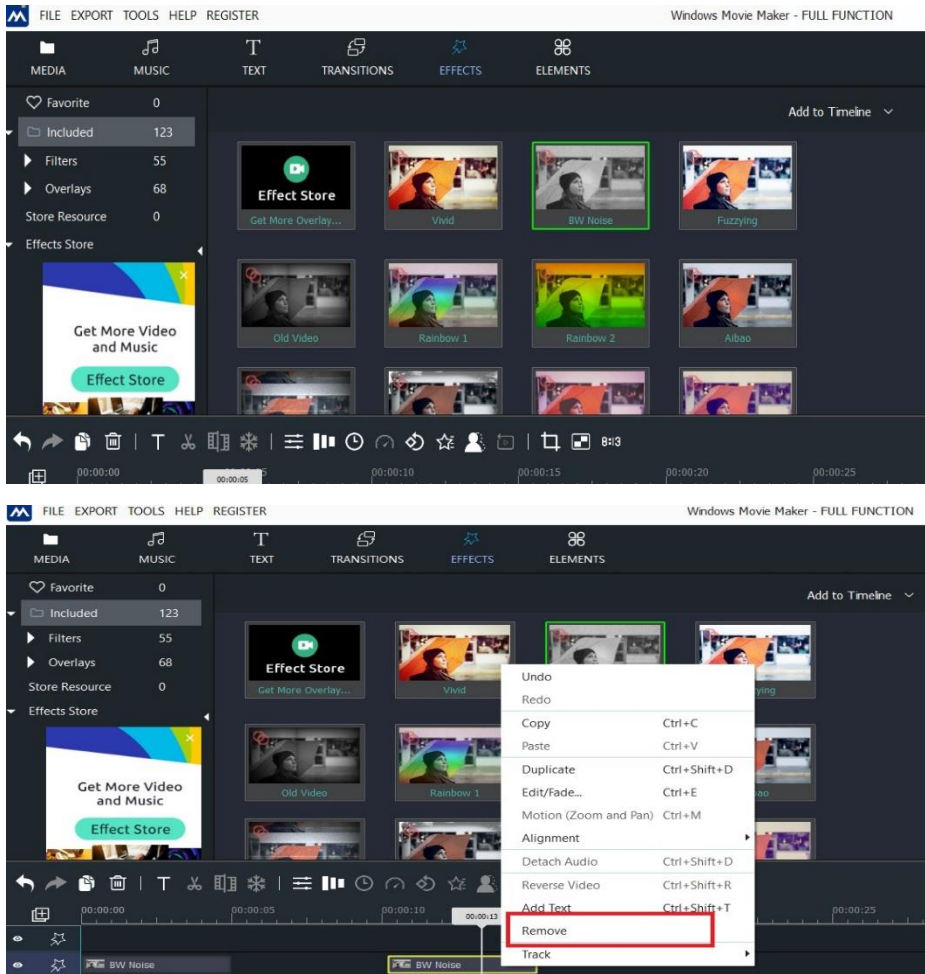 FILE EXPORT TOOLS HELP REGISTER Windows Movie Maker - FULL FUNCTION
MEDIA MUSIC TEXT TRANSITIONS EFFECTS ELEMENTS
Favorite 0
Add to Timeline
Included 123
Filters 55
Overlays 68
Store Resource 0
Effects Store
Effect Store
Get More Overlay... Vivid BW Noise Fuzzying
Get More Video
and Music
Effect Store
Old Video Rainbow 1 Rainbow 2 Aibao
T 8:13
00:00:00 00:00:05 00:00:10 00:00:15 00:00:20 00:00:25
00:00:05
FILE EXPORT TOOLS HELP REGISTER Windows Movie Maker - FULL FUNCTION
MEDIA MUSIC TEXT TRANSITIONS EFFECTS ELEMENTS
Favorite 0
Add to Timeline
Included 123
Filters 55
Overlays 68
Store Resource 0
Effects Store
Effect Store
Get More Overlay... Vivid ying
Get More Video
and Music
Effect Store
Old Video Rainbow 1 bao
Undo
Redo
Copy Ctrl+C
Paste Ctrl+V
Duplicate Ctrl+Shift+D
Edit/Fade... Ctrl+E
Motion (Zoom and Pan) Ctrl+M
Alignment
Detach Audio Ctrl+Shift+D
Reverse Video Ctrl+Shift+R
Add Text Ctrl+Shift+T
Remove
Track
T
00:00:00 00:00:05 00:00:10 00:00:13 00:00:25
BW Noise BW Noise